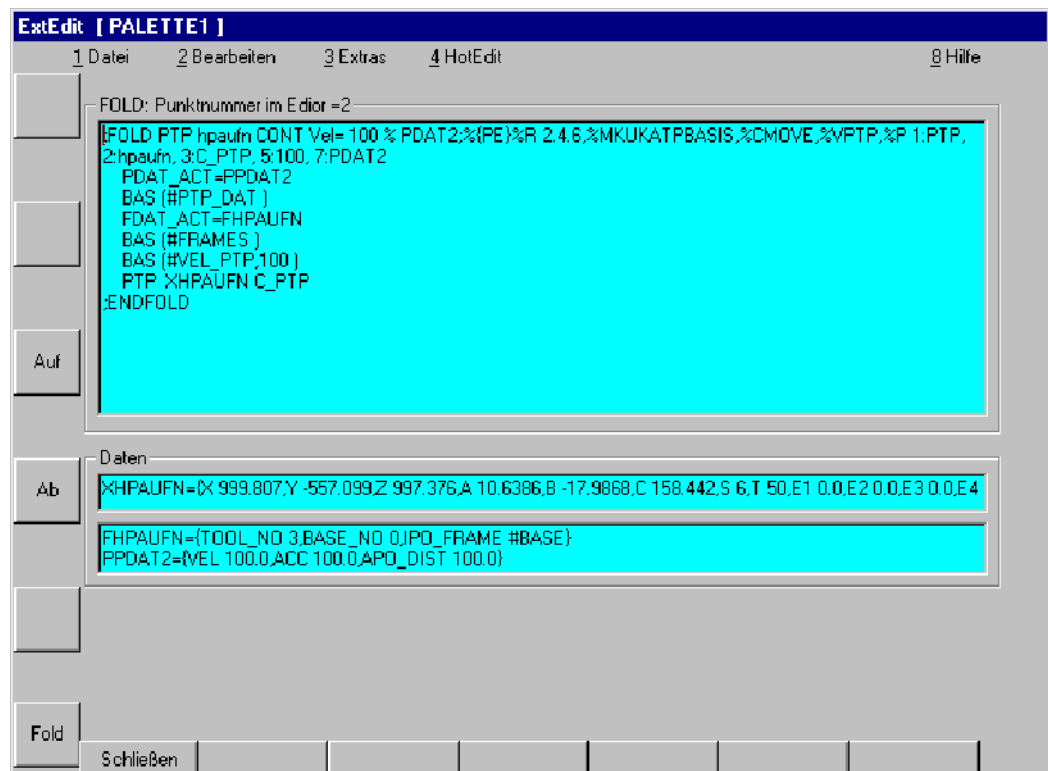 ExtEdit [ PALETTE1 ]
1 Datei 2 Bearbeiten 3 Extras 4 HotEdit 8 Hilfe
FOLD: Punktnummer im Edior =2
;FOLD PTP hpaufn CONT Vel= 100 % PDAT2;%{PE}%R 2.4.6,%MKUKATPBASIS,%CMOVE,%VPTP,%P 1:PTP,
2:hpaufn, 3:C_PTP, 5:100, 7:PDAT2
PDAT_ACT=PPDAT2
BAS (#PTP_DAT )
FDAT_ACT=FHPAUFN
BAS (#FRAMES )
BAS (#VEL_PTP,100 )
PTP XHPAUFN C_PTP
;ENDFOLD
Auf
Daten
Ab
XHPAUFN={X 999.807,Y -557.099,Z 997.376,A 10.6386,B -17.9868,C 158.442,S 6,T 50,E1 0.0,E2 0.0,E3 0.0,E4
FHPAUFN={TOOL_NO 3,BASE_NO 0,IPO_FRAME #BASE}
PPDAT2={VEL 100.0,ACC 100.0,APO_DIST 100.0}
Fold
Schließen